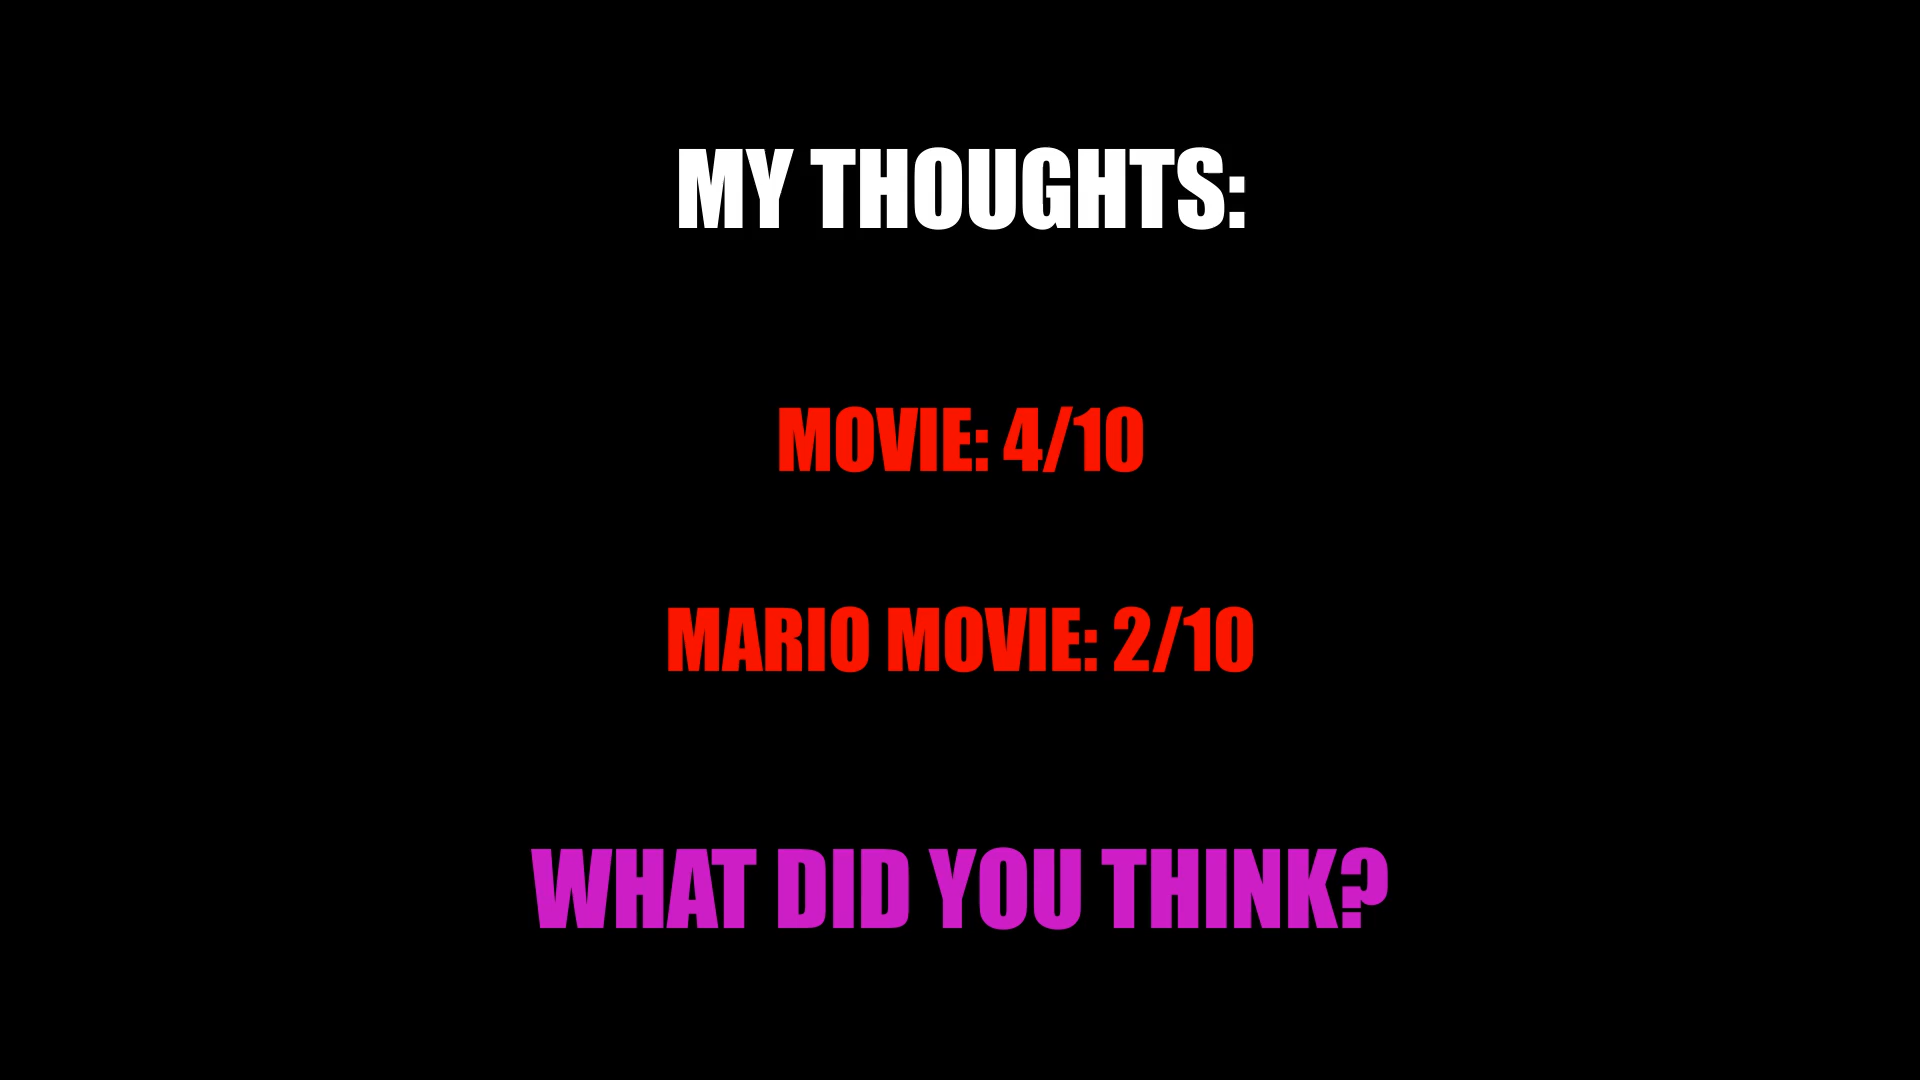 MY THOUGHTS:
MOVIE: 4/10
MARIO MOVIE: 2/10
WHAT DID YOU THINK?